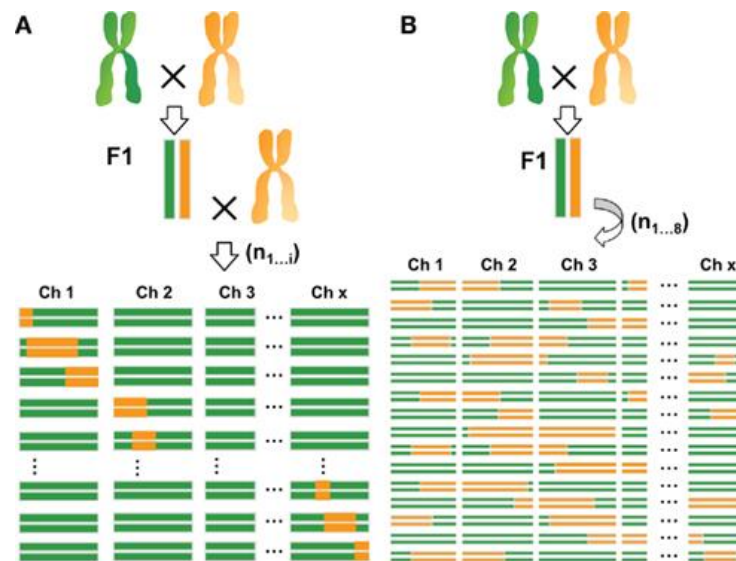 A
B
F1
F1
(n1...i)
(n1...8)
Ch 1 Ch 2 Ch 3 Ch x
Ch 1 Ch 2 Ch 3 Ch x